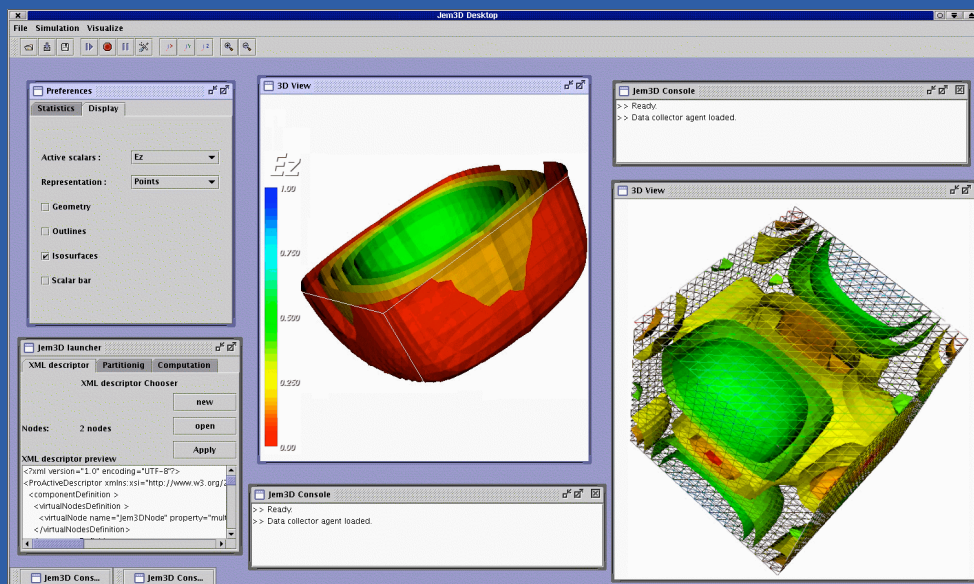 Jem3D Desktop
File Simulation Visualize
Preferences
Statistics Display
Active scalars : Ez
Representation : Points
Geometry
Outlines
Isosurfaces
Scalar bar
Jem3D launcher
XML descriptor Partitionig Computation
XML descriptor Chooser
new
Nodes: 2 nodes
open
Apply
XML descriptor preview
<?xml version="1.0" encoding="UTF-8"?>
<ProActiveDescriptor xmlns:xsi="http://www.w3.org/2
<componentDefinition >
<virtualNodesDefinition >
<virtualNode name="Jem3DNode" property="mult
</virtualNodesDefinition>
3D View
Ez
1.00
0.750
0.500
0.250
0.00
Jem3D Console
>> Ready.
>> Data collector agent loaded.
Jem3D Console
>> Ready.
>> Data collector agent loaded.
3D View
Jem3D Cons...
Jem3D Cons...